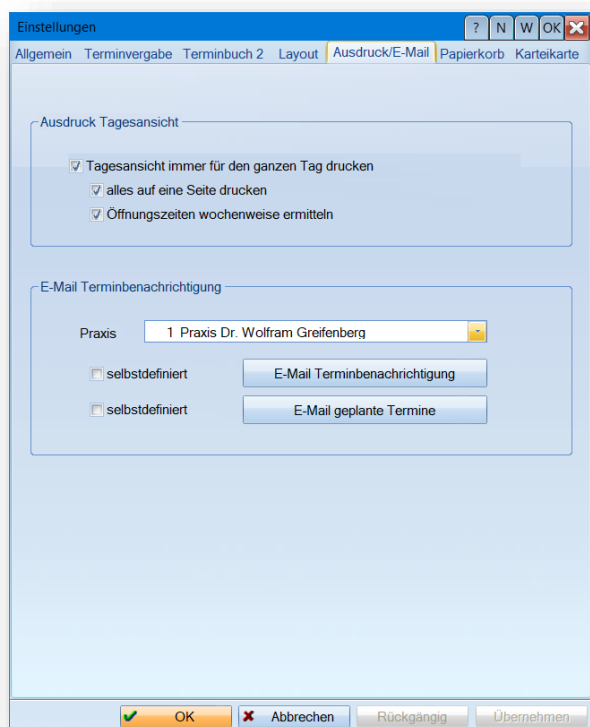 Einstellungen ? N W OK
Allgemein Terminvergabe Terminbuch 2 Layout Ausdruck/E-Mail Papierkorb Karteikarte
Ausdruck Tagesansicht
Tagesansicht immer für den ganzen Tag drucken
alles auf eine Seite drucken
Öffnungszeiten wochenweise ermitteln
E-Mail Terminbenachrichtigung
Praxis 1 Praxis Dr. Wolfram Greifenberg
selbstdefiniert E-Mail Terminbenachrichtigung
selbstdefiniert E-Mail geplante Termine
OK Abbrechen Rückgängig Übernehmen